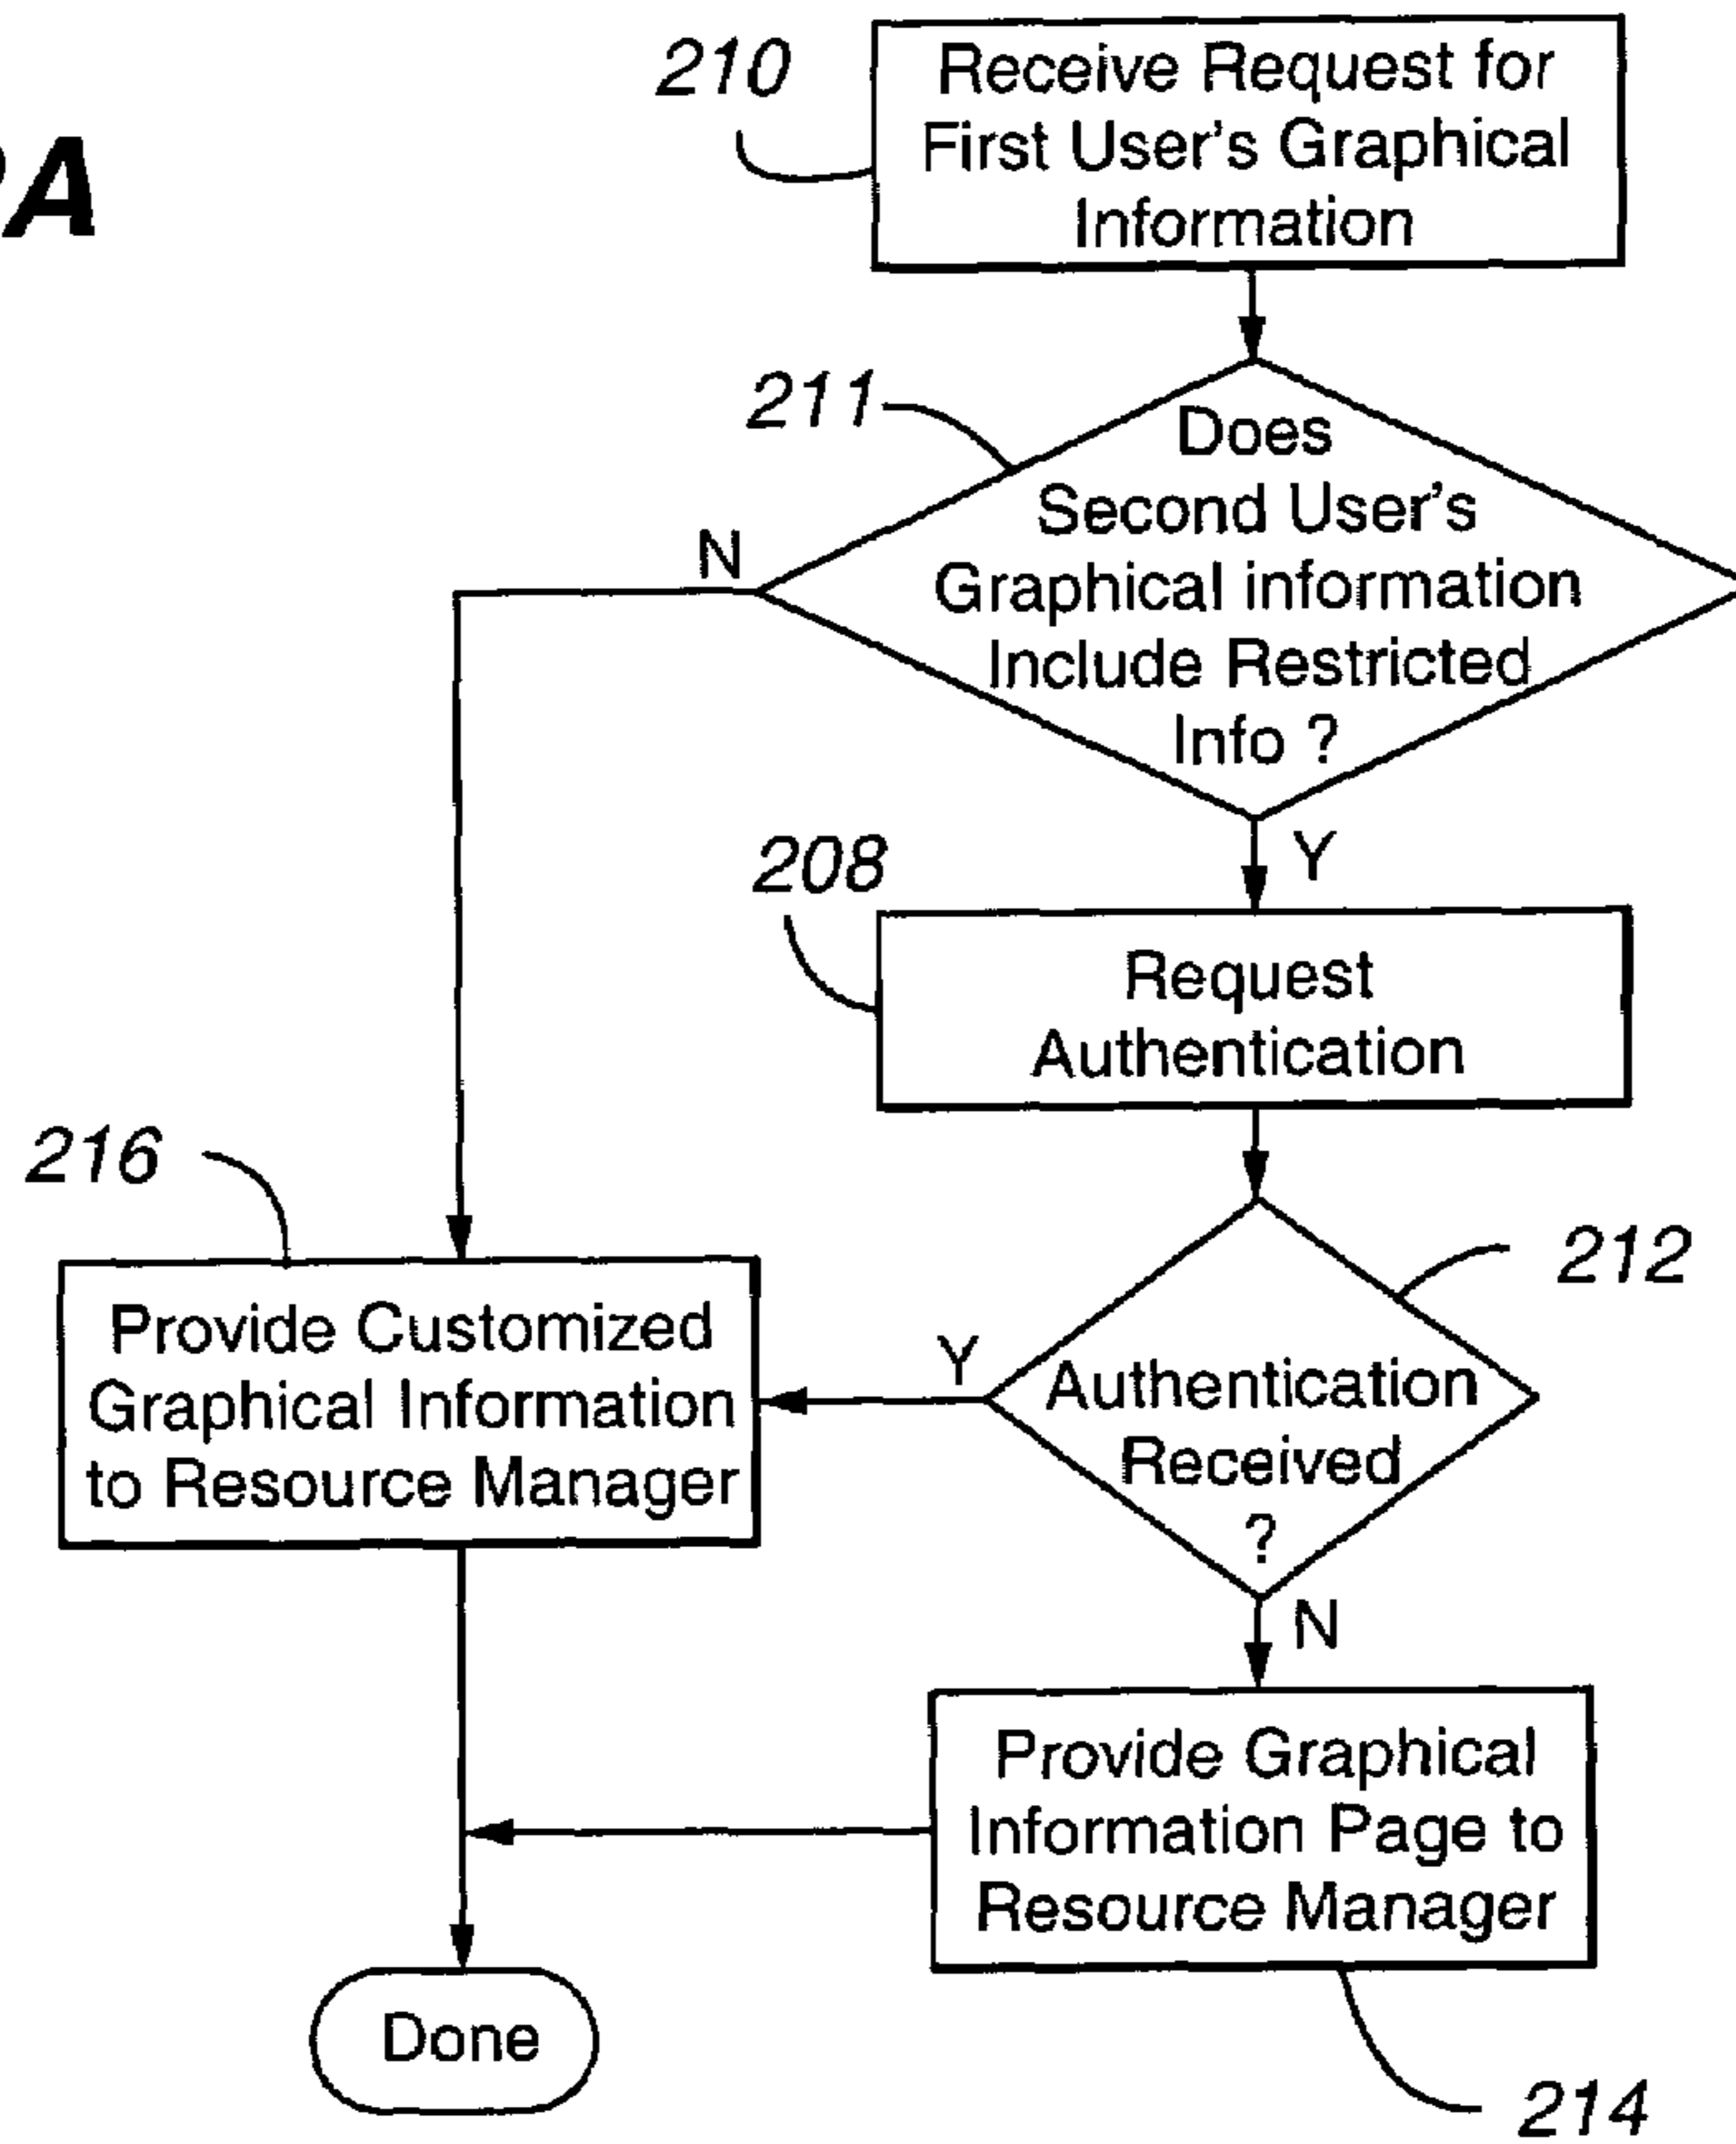 210
Receive Request for
First User's Graphical
Information
A
211
Does
Second User's
Graphical information
Include Restricted
Info ?
N
Y
208
Request
Authentication
216
Provide Customized
Graphical Information
to Resource Manager
212
Y
Authentication
Received
?
N
Provide Graphical
Information Page to
Resource Manager
Done
214